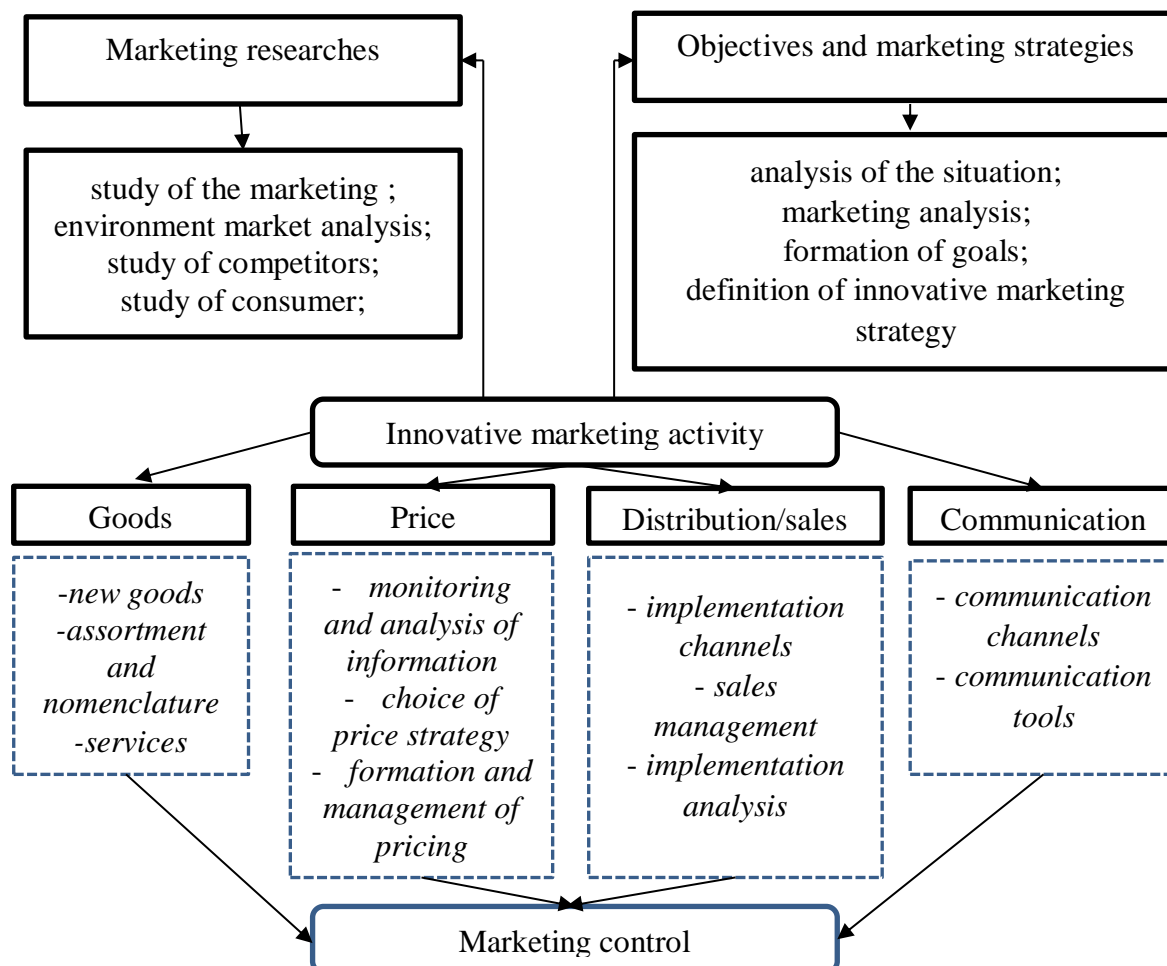 Marketing researches
Objectives and marketing strategies
study of the marketing ;
environment market analysis;
study of competitors;
study of consumer;
analysis of the situation;
marketing analysis;
formation of goals;
definition of innovative marketing
strategy
Innovative marketing activity
Goods
Price
Distribution/sales
Communication
-new goods
-assortment
and
nomenclature
-services
- monitoring
and analysis of
information
- choice of
price strategy
- formation and
management of
pricing
- implementation
channels
- sales
management
- implementation
analysis
- communication
channels
- communication
tools
Marketing control